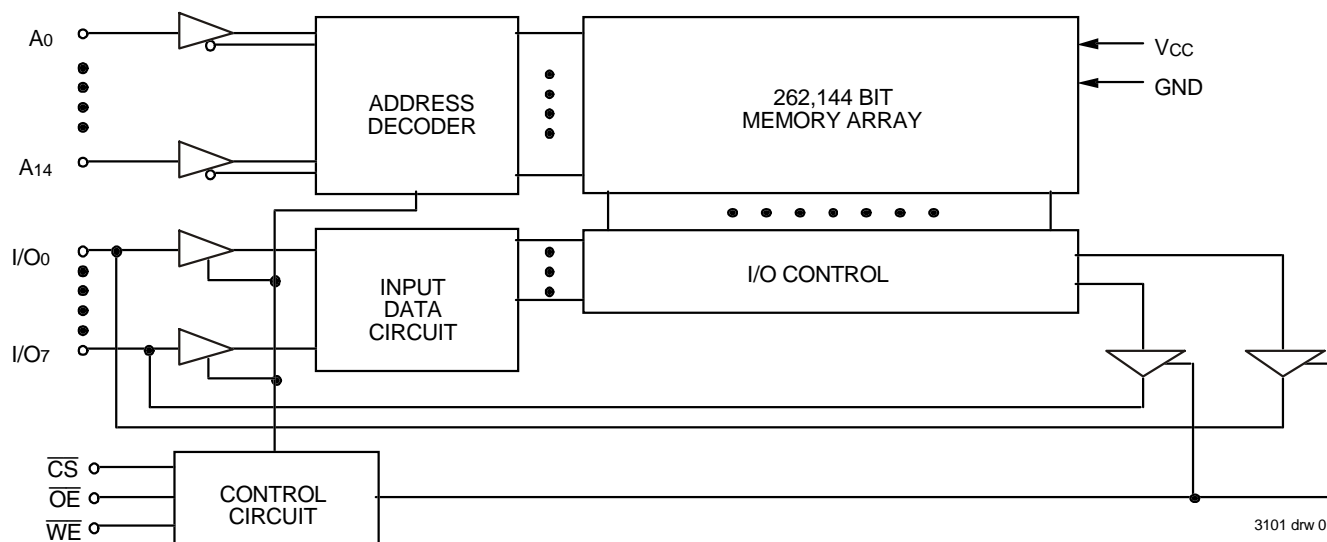 A0
ADDRESS
DECODER
262,144 BIT
MEMORY ARRAY
VCC
GND
A14
I/O0
INPUT
DATA
CIRCUIT
I/O CONTROL
I/O7
CS
OE
WE
CONTROL
CIRCUIT
3101 drw 0